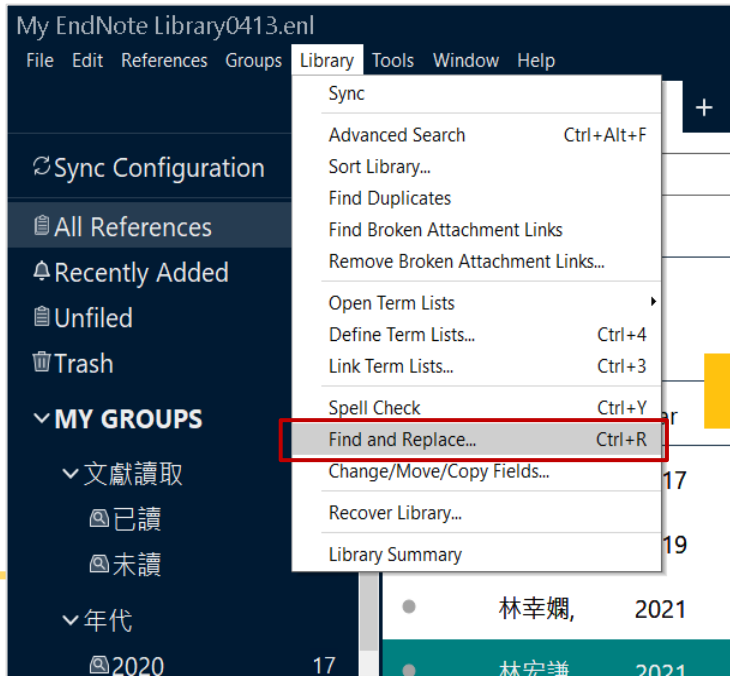 My EndNote Library0413.enl
File Edit References Groups Library Tools Window Help
Sync
+
Advanced Search Ctrl+Alt+F
Sync Configuration
Sort Library...
Find Duplicates
All References
Find Broken Attachment Links
Recently Added
Remove Broken Attachment Links...
Unfiled
Open Term Lists
Define Term Lists... Ctrl+4
Trash
Link Term Lists... Ctrl+3
MY GROUPS
Spell Check Ctrl+Y
Find and Replace... Ctrl+R
文獻讀取
Change/Move/Copy Fields...
17
已讀
Recover Library...
19
未讀
Library Summary
年代
林幸嫻, 2021
2020 17
林宏謙 2021